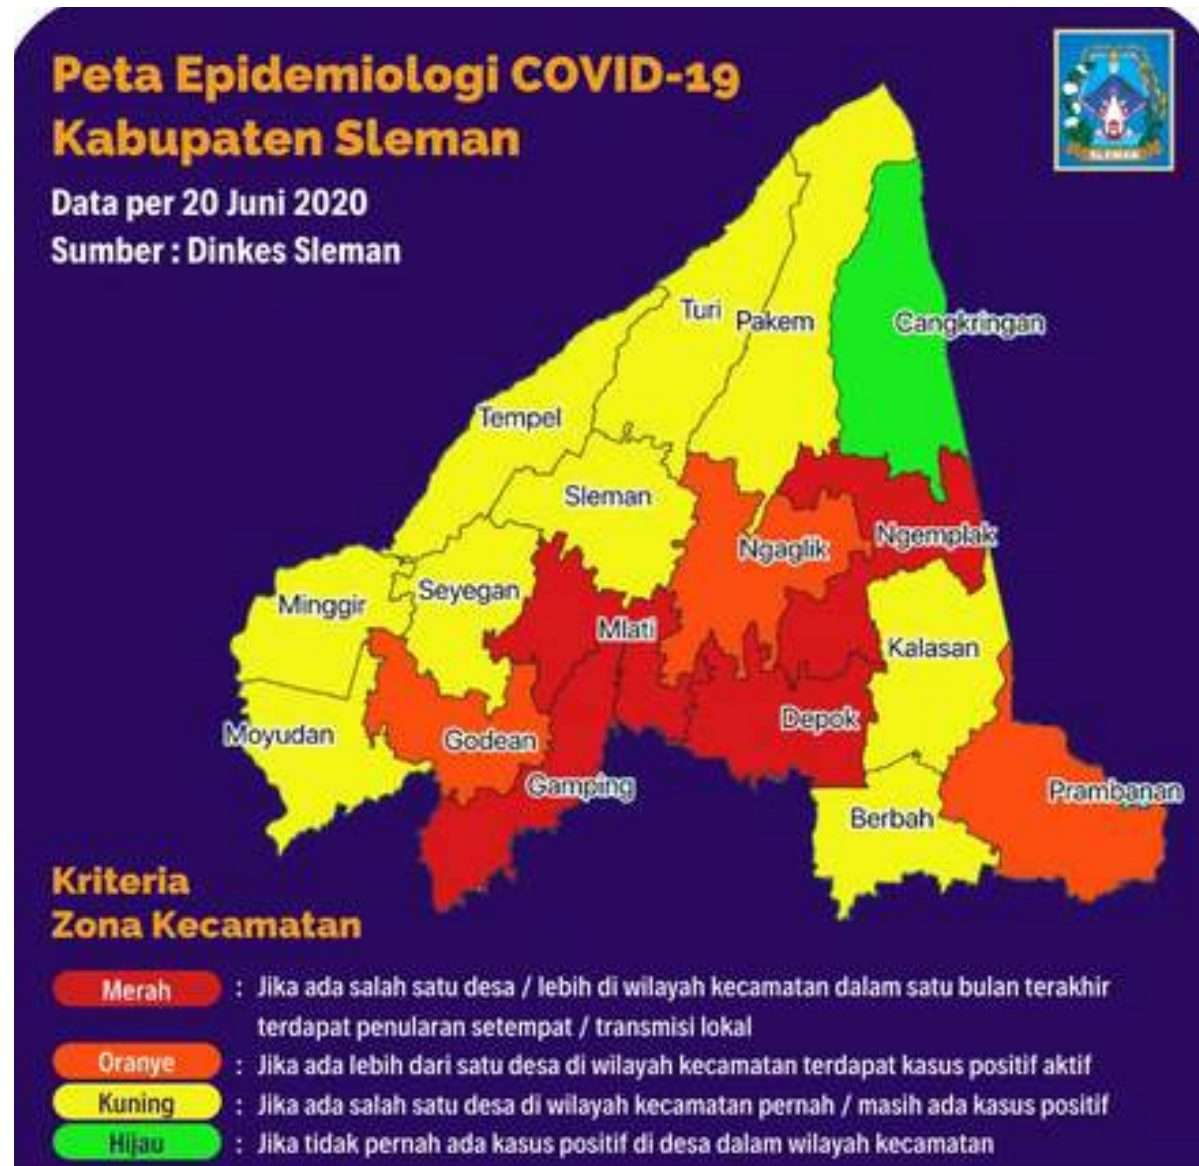 Peta Epidemiologi COVID-19
Kabupaten Sleman
Data per 20 Juni 2020
Sumber : Dinkes Sleman
SLEMAN
Turi
Pakem
Cangkringan
Tempel
Sleman
Ngaglik
Ngemplak
Seyegan
Minggir
Mlati
Kalasan
Moyudan
Godean
Depok
Gamping
Prambanan
Berbah
Kriteria
Zona Kecamatan
Merah : Jika ada salah satu desa / lebih di wilayah kecamatan dalam satu bulan terakhir
terdapat penularan setempat / transmisi lokal
Oranye : Jika ada lebih dari satu desa di wilayah kecamatan terdapat kasus positif aktif
Kuning : Jika ada salah satu desa di wilayah kecamatan pernah / masih ada kasus positif
Hijau : Jika tidak pernah ada kasus positif di desa dalam wilayah kecamatan